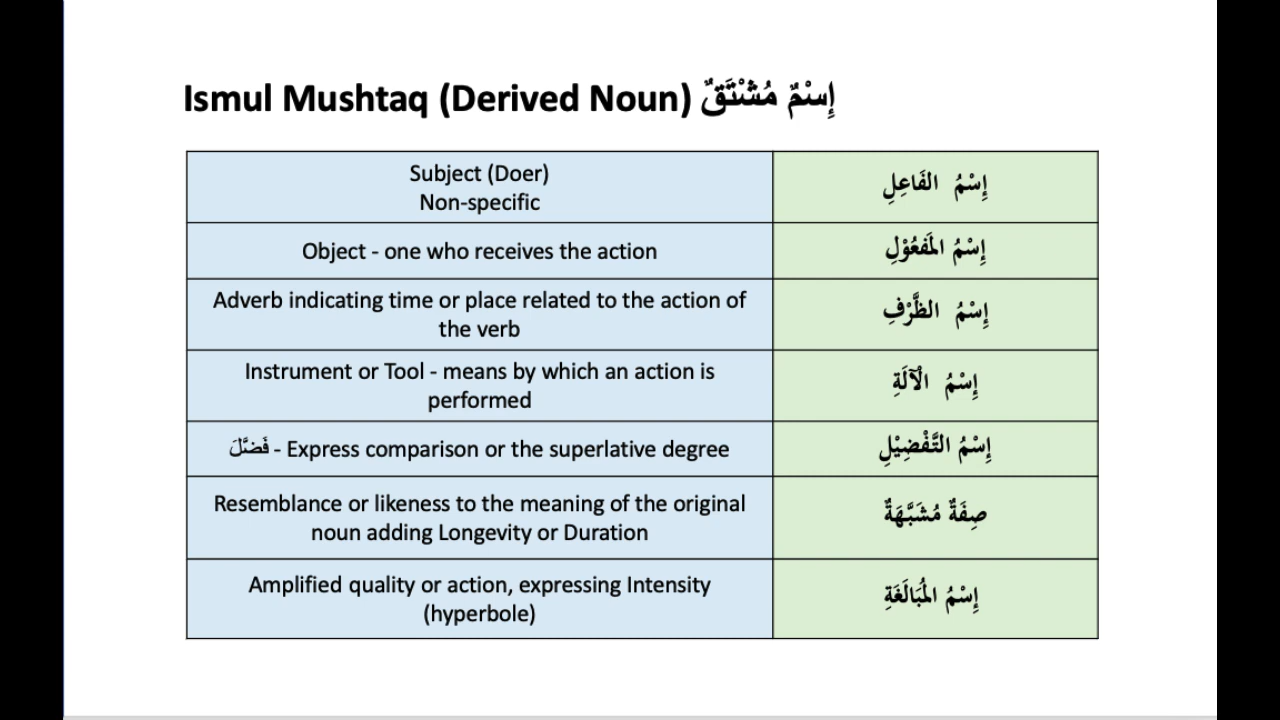 Ismul Mushtaq (Derived Noun) إِسْمٌ مُشْتَقٌ
Subject (Doer)
Non-specific
إِسْمُ الفَاعِلِ
Object - one who receives the action
إِسْمُ المَفعُوْلِ
Adverb indicating time or place related to the action of
the verb
إِسْمُ الظَّرْفِ
Instrument or Tool - means by which an action is
performed
إِسْمُ الْآلَةِ
فَضَّلَ - Express comparison or the superlative degree
إِسْمُ التَّفْضِيْلِ
Resemblance or likeness to the meaning of the original
noun adding Longevity or Duration
صِفَةٌ مُشَبَّهَةٌ
Amplified quality or action, expressing Intensity
(hyperbole)
إِسْمُ المُبَالَغَةِ